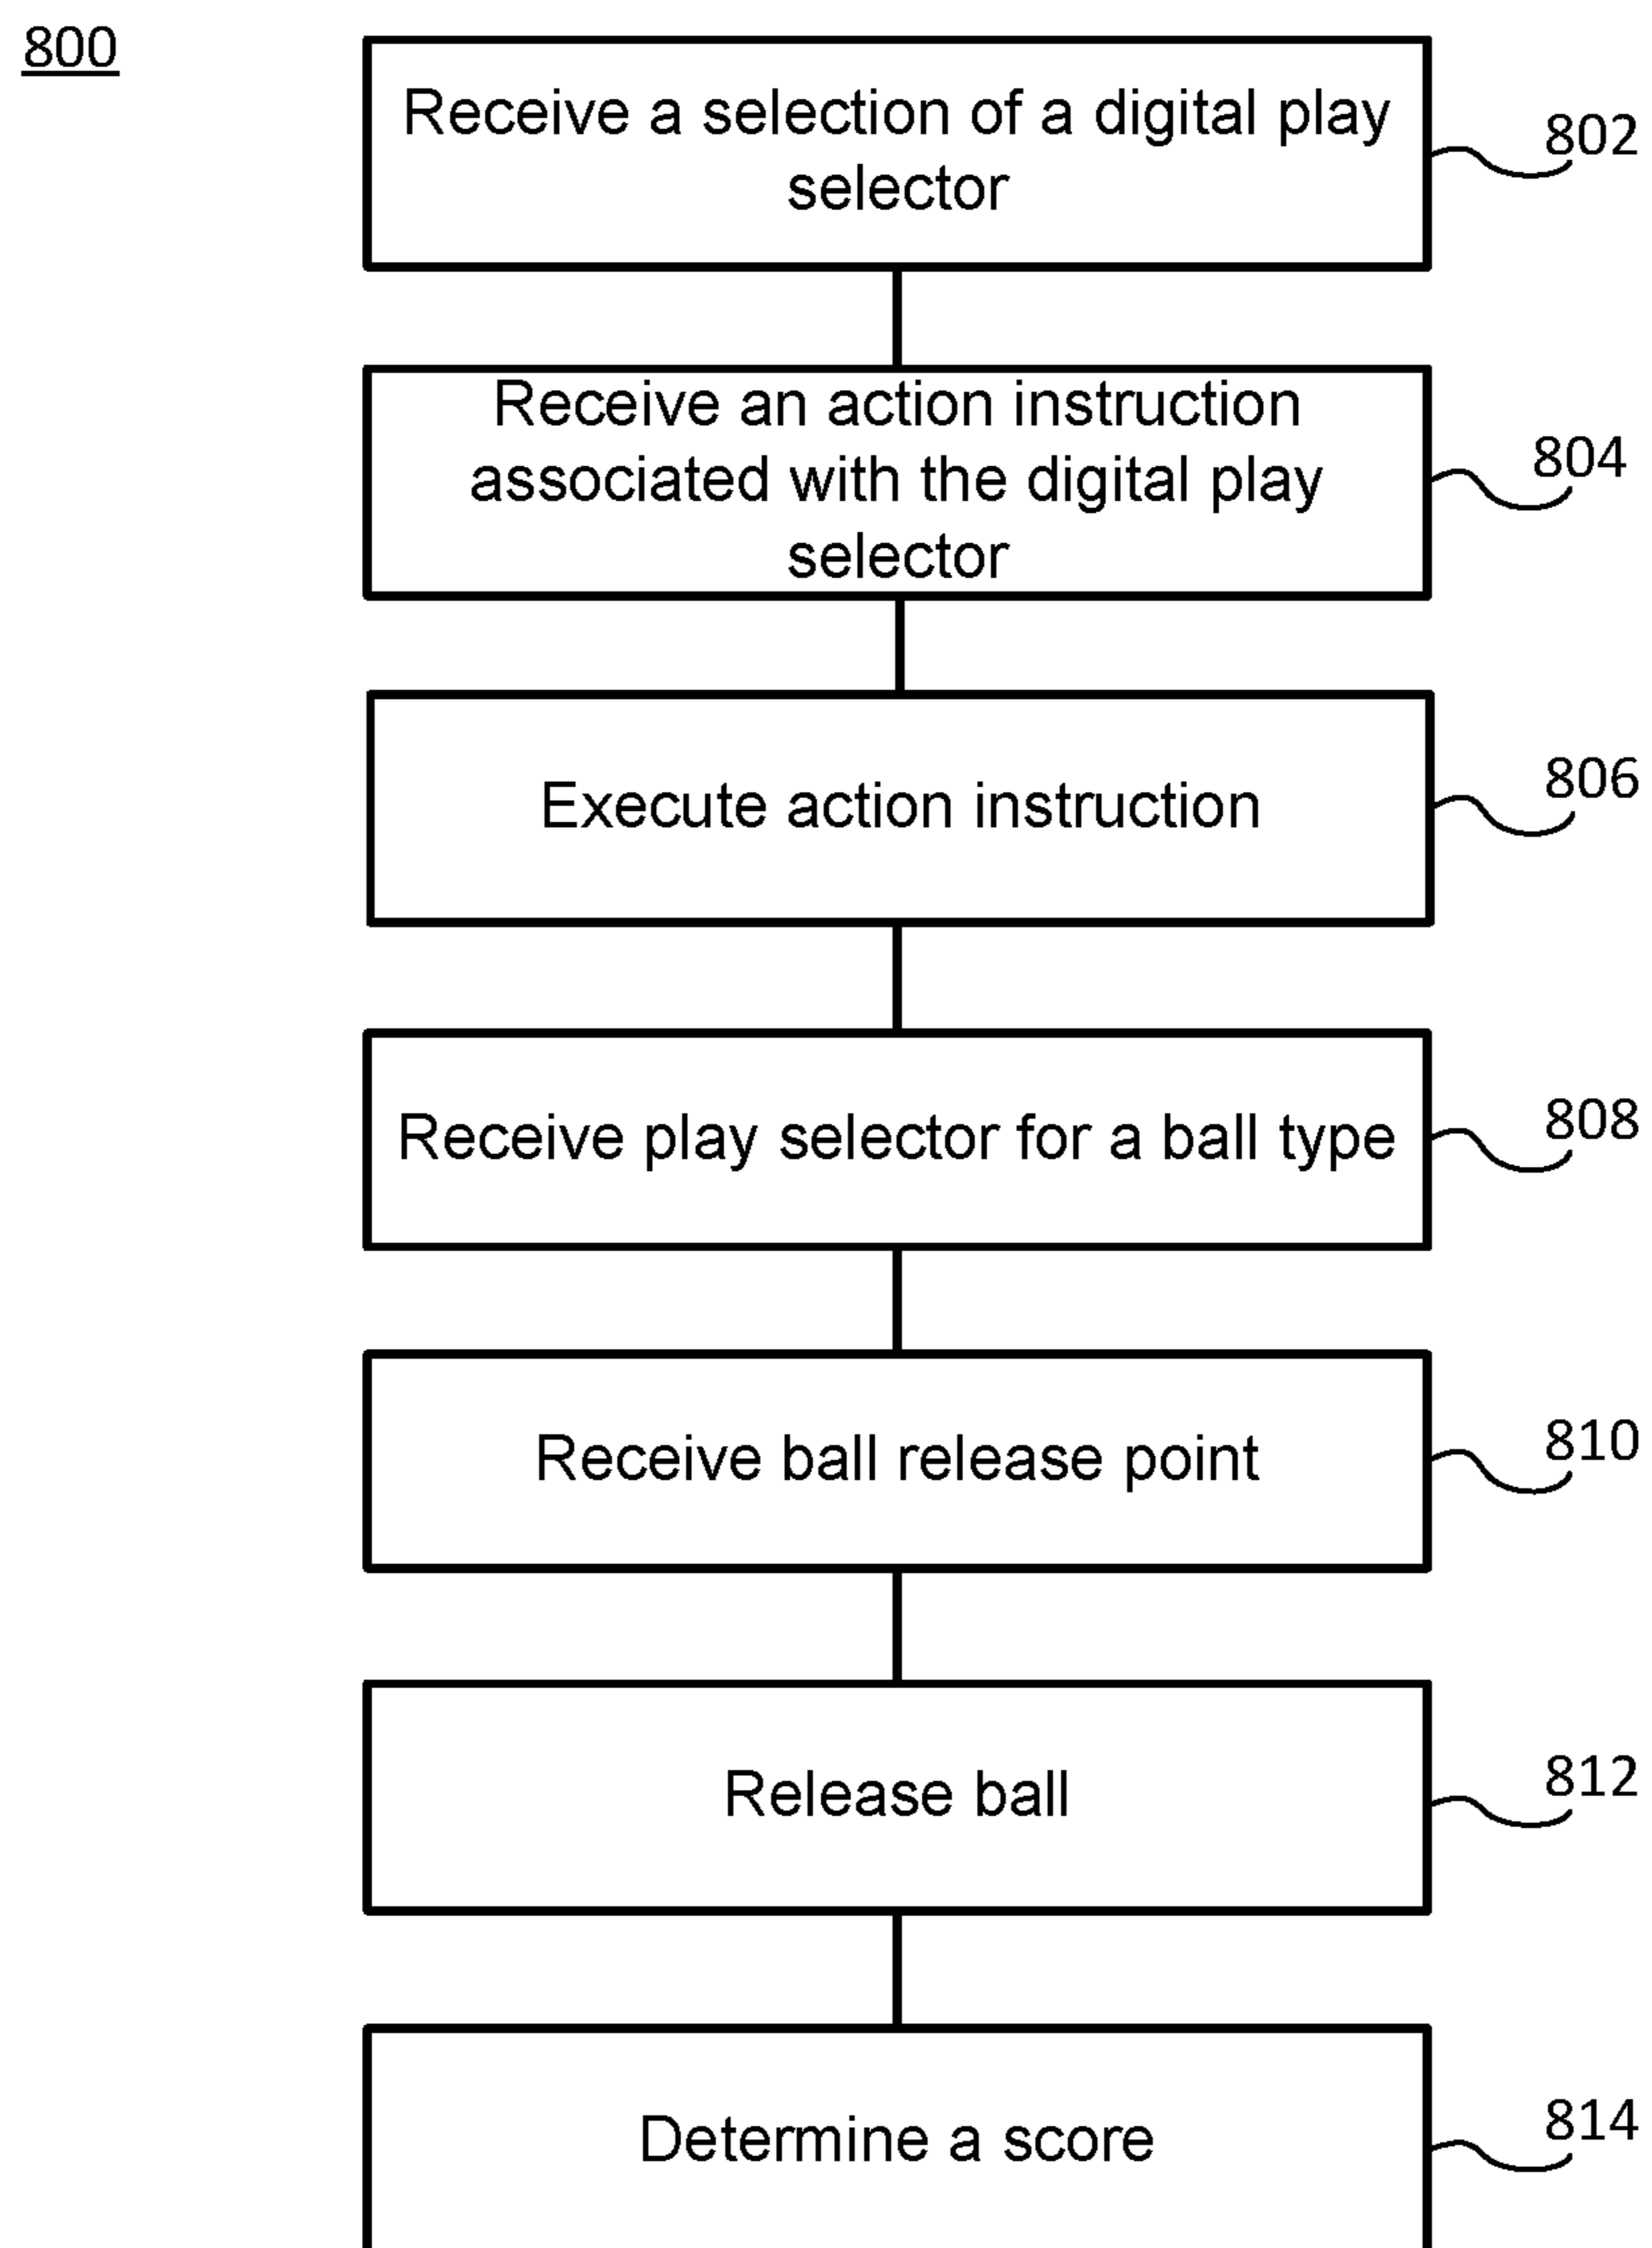 800
Receive a selection of a digital play
selector
802
Receive an action instruction
associated with the digital play
selector
804
Execute action instruction
806
Receive play selector for a ball type
808
Receive ball release point
810
Release ball
812
Determine a score
814